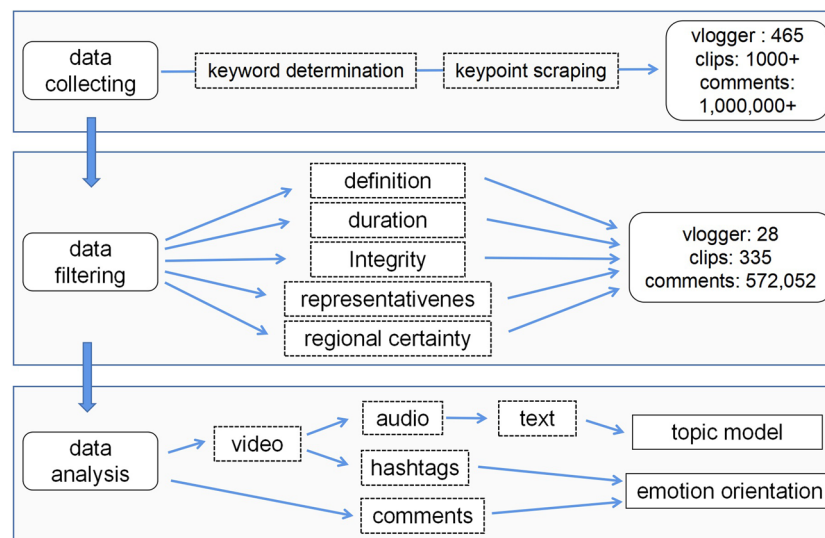 data
collecting
keyword determination
keypoint scraping
vlogger : 465
clips: 1000+
comments:
1,000,000+
data
filtering
definition
duration
Integrity
representativenes
regional certainty
vlogger: 28
clips: 335
comments: 572,052
data
analysis
video
audio
text
topic model
hashtags
emotion orientation
comments